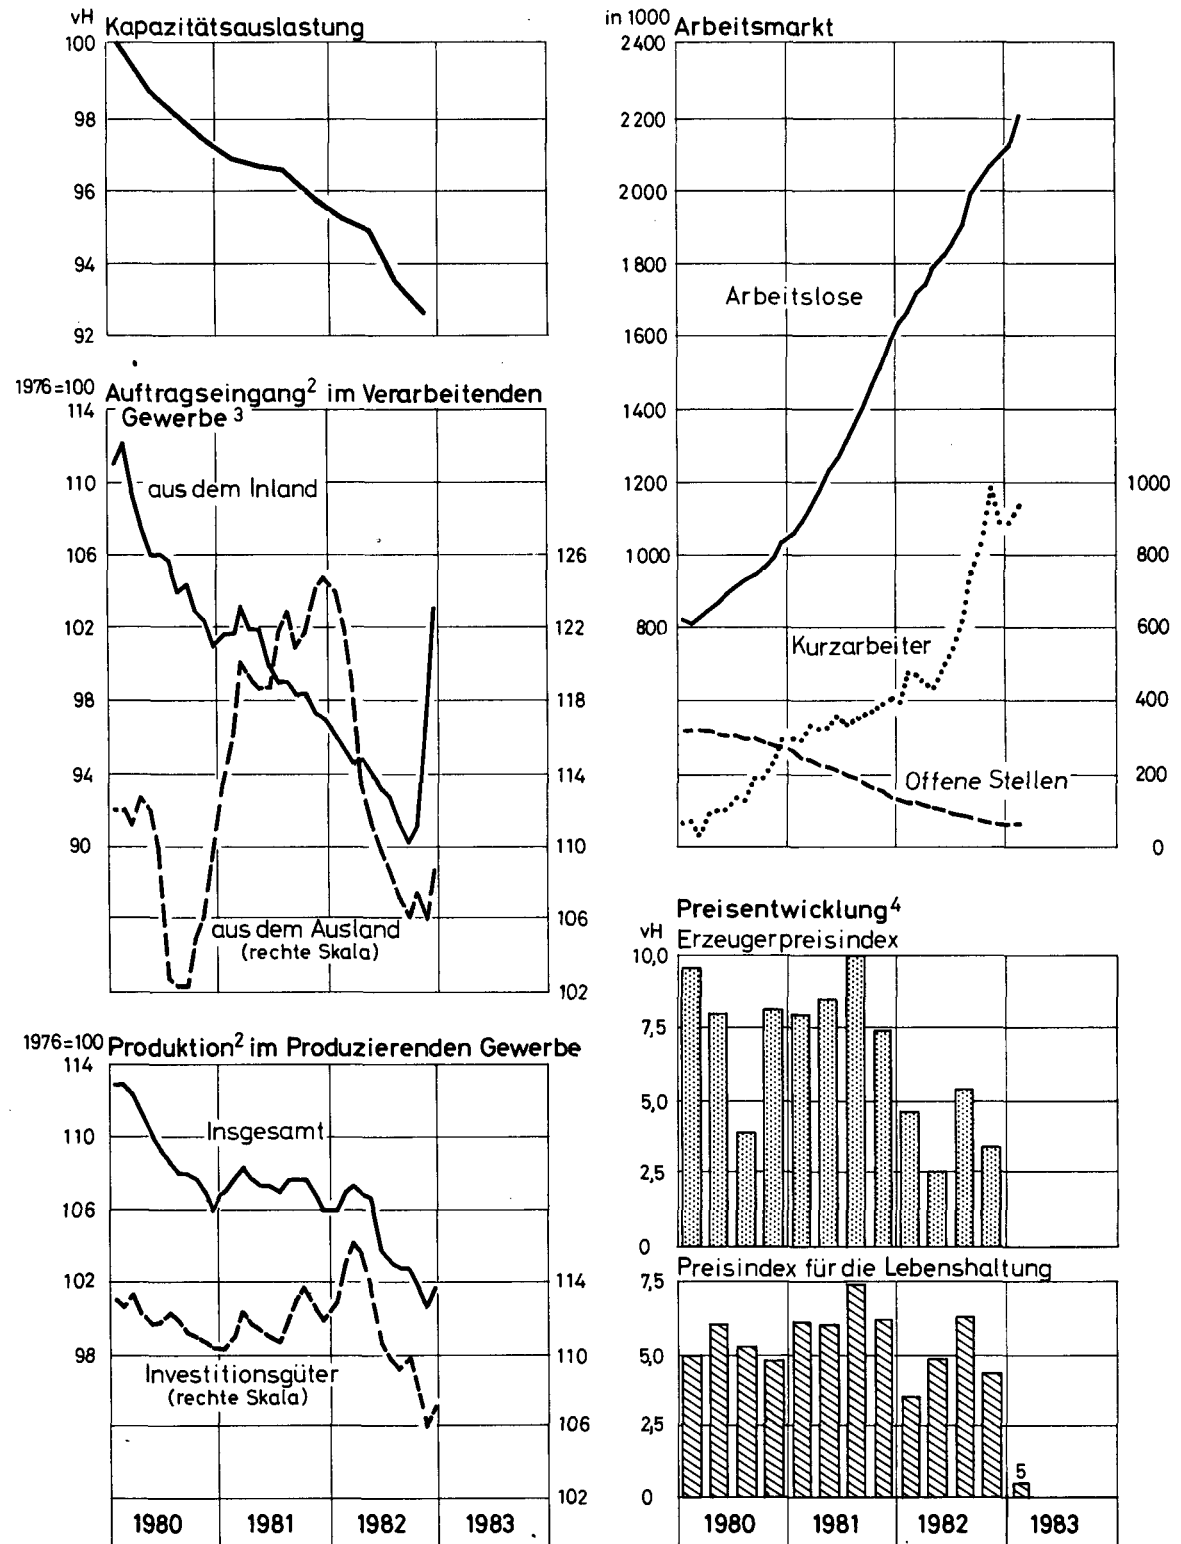 vH Kapazitätsauslastung
100
98
96
94
92
1976=100 Auftragseingang² im Verarbeitenden
114 Gewerbe³
110 aus dem Inland
106 126
102 122
98 118
94 114
90 110
106
aus dem Ausland
(rechte Skala)
102
1976=100 Produktion² im Produzierenden Gewerbe
114
110 Insgesamt
106
102 114
98 110
Investitionsgüter
(rechte Skala)
106
102
1980 1981 1982 1983
in 1000 Arbeitsmarkt
2400
2200
2000
1800
Arbeitslose
1600
1400
1200 1000
1000 800
800 600
Kurzarbeiter
400
200
Offene Stellen
0
Preisentwicklung⁴
vH Erzeugerpreisindex
10,0
7,5
5,0
2,5
0
Preisindex für die Lebenshaltung
7,5
5,0
2,5
5
0
1980 1981 1982 1983